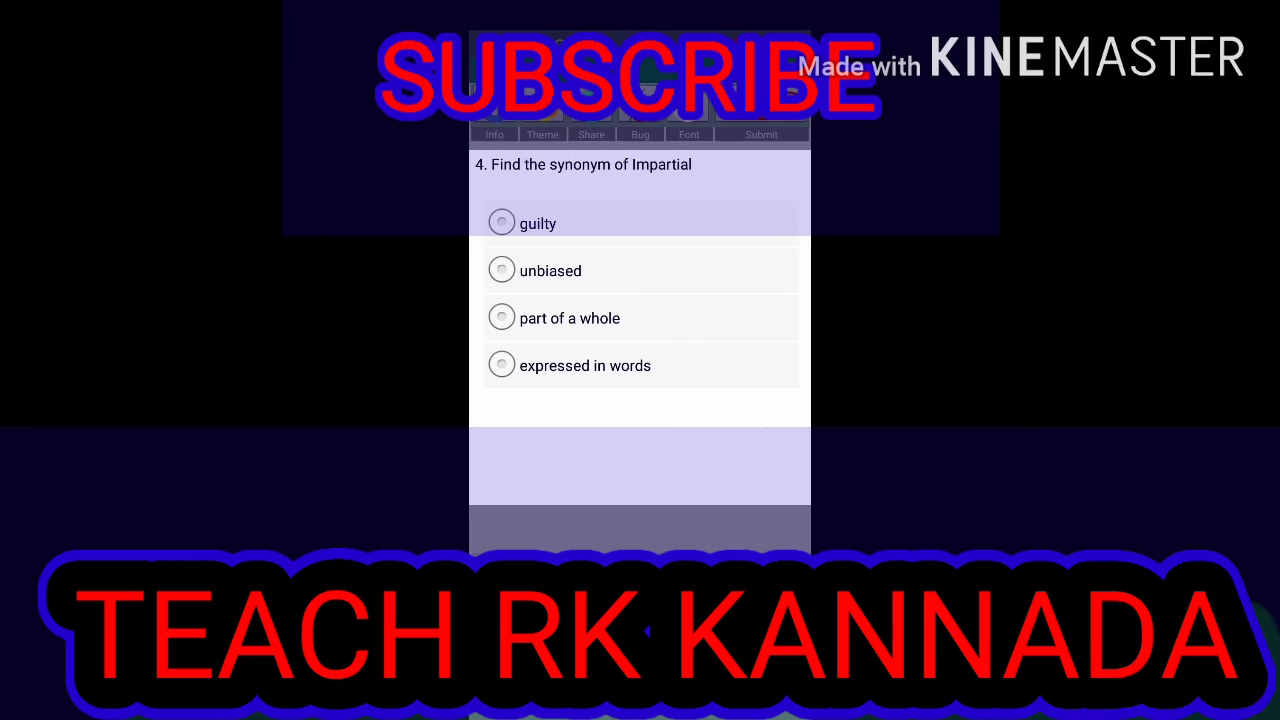 SUBSCRIBE
Made with KINEMASTER
Info Theme Share Bug Font Submit
4. Find the synonym of Impartial
guilty
unbiased
part of a whole
expressed in words
TEACH RK KANNADA